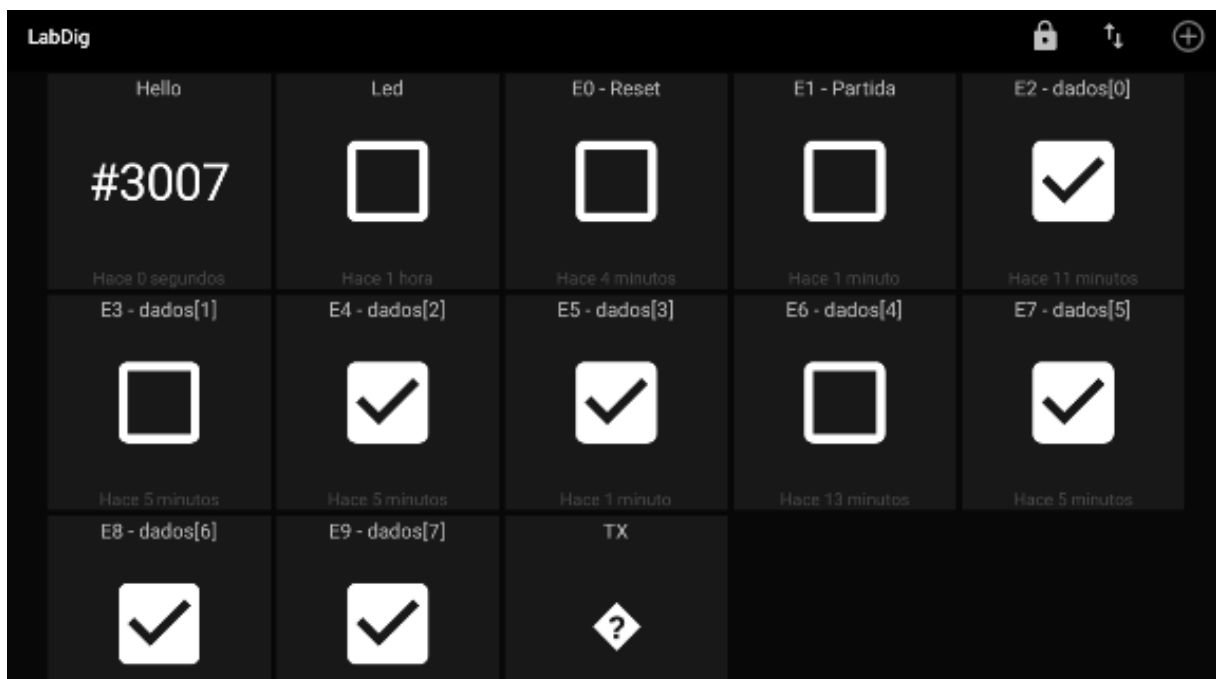 LabDig
Hello
Led
E0 - Reset
E1 - Partida
E2 - dados[0]
#3007
Hace 0 segundos
Hace 1 hora
Hace 4 minutos
Hace 1 minuto
Hace 11 minutos
E3 - dados[1]
E4 - dados[2]
E5 - dados[3]
E6 - dados[4]
E7 - dados[5]
Hace 5 minutos
Hace 5 minutos
Hace 1 minuto
Hace 13 minutos
Hace 5 minutos
E8 - dados[6]
E9 - dados[7]
TX
?